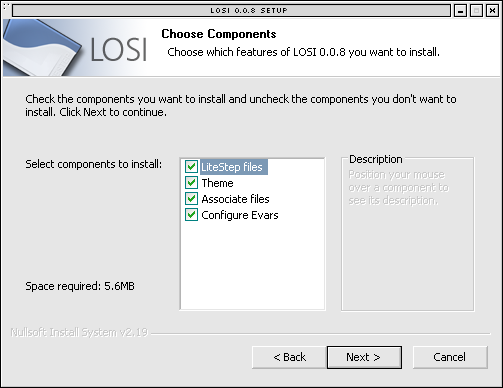 LOSI 0.0.8 SETUP
LOSI
Choose Components
Choose which features of LOSI 0.0.8 you want to install.
Check the components you want to install and uncheck the components you don't want to
install. Click Next to continue.
Select components to install:
LiteStep files
Theme
Associate files
Configure Evars
Description
Position your mouse
over a component to
see its description.
Space required: 5.6MB
Nullsoft Install System v2.19
< Back
Next >
Cancel